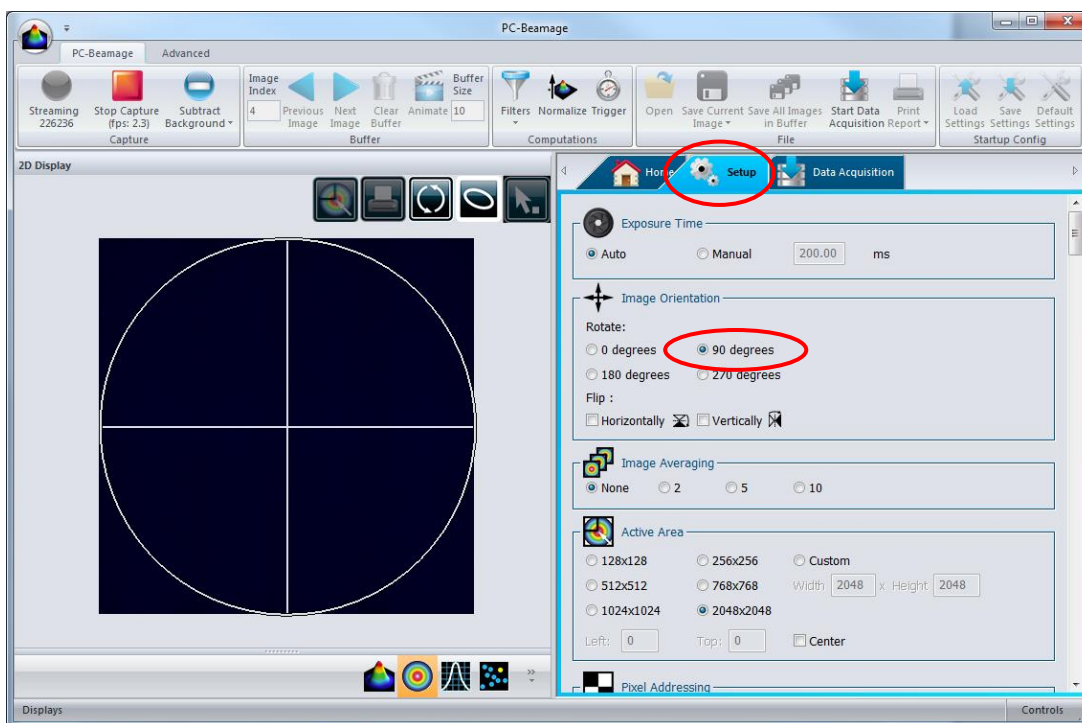 PC-Beamage
PC-Beamage Advanced
Streaming 226236
Stop Capture (fps: 2.3)
Subtract Background
Capture
Image Index 4
Previous Image
Next Image
Clear Buffer
Animate
Buffer Size 10
Buffer
Filters
Normalize
Trigger
Computations
Open
Save Current Image
Save All Images in Buffer
Start Data Acquisition
Print Report
File
Load Settings
Save Settings
Default Settings
Startup Config
2D Display
Home
Setup
Data Acquisition
Exposure Time
Auto Manual 200.00 ms
Image Orientation
Rotate:
0 degrees 90 degrees
180 degrees 270 degrees
Flip :
Horizontally Vertically
Image Averaging
None 2 5 10
Active Area
128x128 256x256 Custom
512x512 768x768 Width 2048 x Height 2048
1024x1024 2048x2048
Left: 0 Top: 0 Center
Pixel Addressing
Displays
Controls